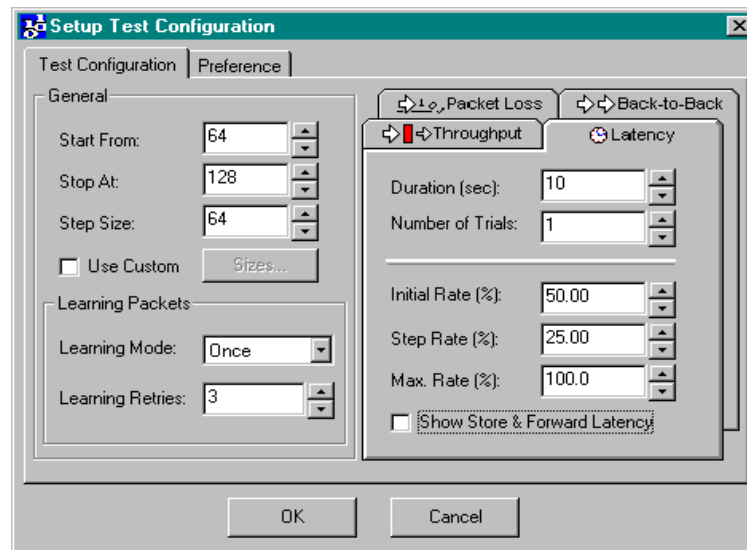 Setup Test Configuration
Test Configuration
Preference
General
Start From: 64
Stop At: 128
Step Size: 64
Use Custom
Sizes...
Learning Packets
Learning Mode: Once
Learning Retries: 3
Packet Loss
Back-to-Back
Throughput
Latency
Duration (sec): 10
Number of Trials: 1
Initial Rate (%): 50.00
Step Rate (%): 25.00
Max. Rate (%): 100.0
Show Store & Forward Latency
OK
Cancel